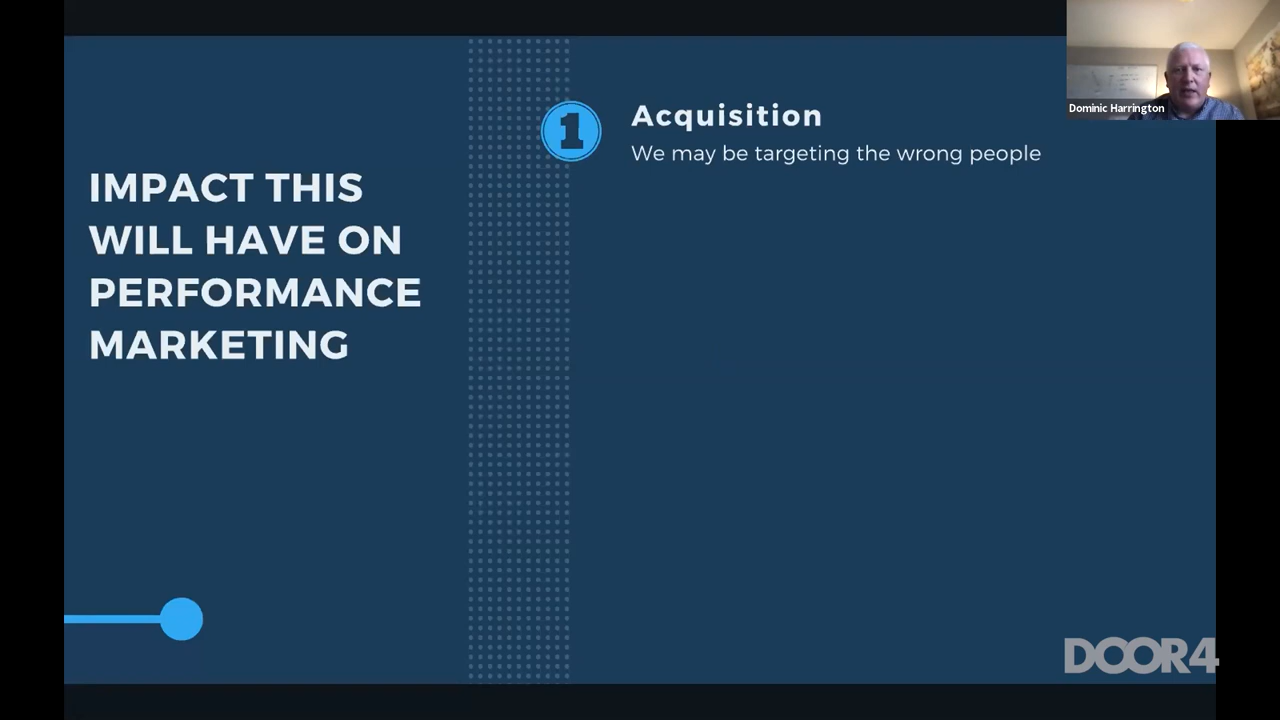 IMPACT THIS
WILL HAVE ON
PERFORMANCE
MARKETING
1
Acquisition
We may be targeting the wrong people
Dominic Harrington
DOOR4